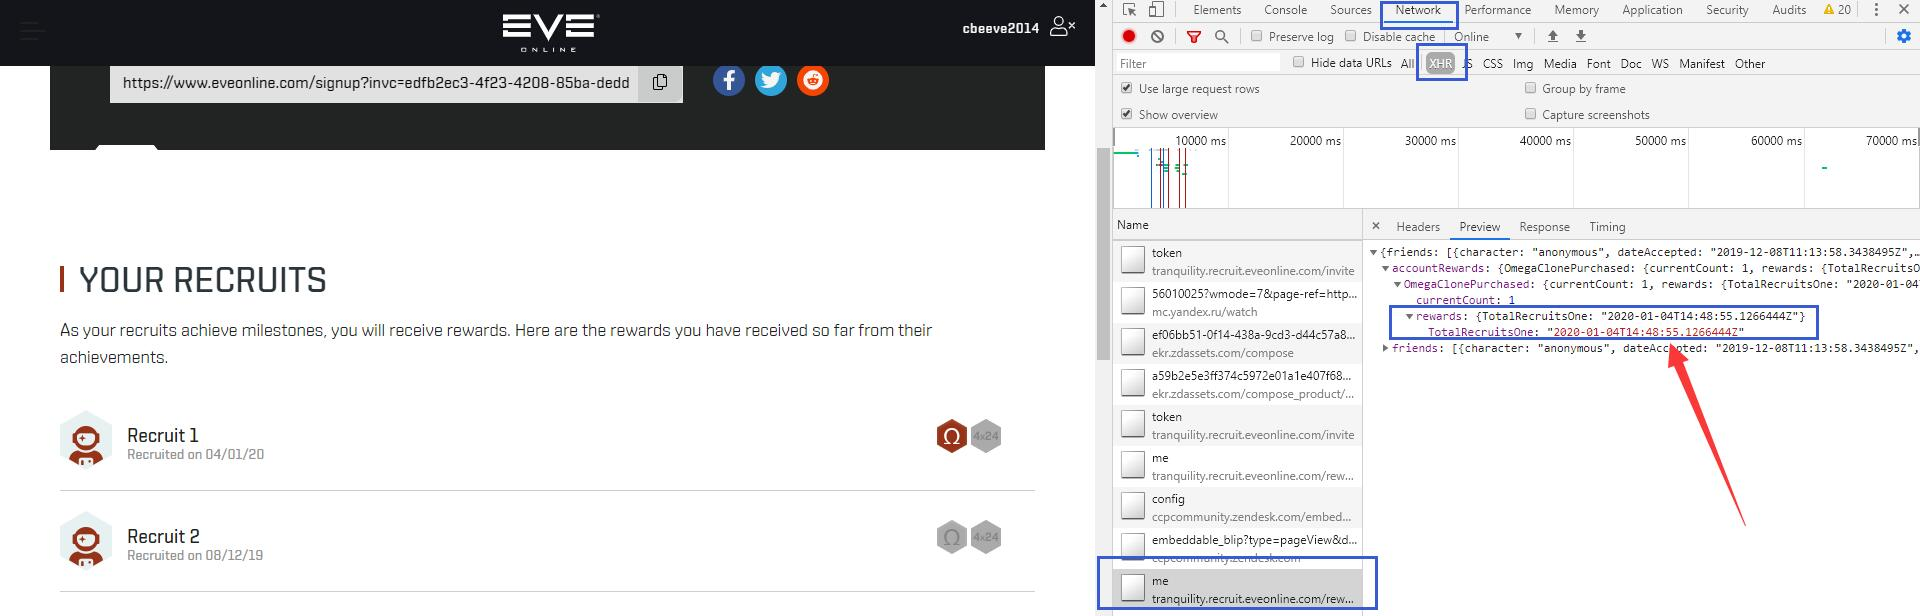 EVE
ONLINE
cbeeve2014
https://www.eveonline.com/signup?invc=edfb2ec3-4f23-4208-85ba-dedd
YOUR RECRUITS
As your recruits achieve milestones, you will receive rewards. Here are the rewards you have received so far from their
achievements.
Recruit 1
Recruited on 04/01/20
Ω 4x24
Recruit 2
Recruited on 08/12/19
Ω 4x24
Elements Console Sources Network Performance Memory Application Security Audits 20
Preserve log Disable cache Online
Filter Hide data URLs All XHR JS CSS Img Media Font Doc WS Manifest Other
Use large request rows Group by frame
Show overview Capture screenshots
10000 ms 20000 ms 30000 ms 40000 ms 50000 ms 60000 ms 70000 ms
Name
token
tranquility.recruit.eveonline.com/invite
56010025?wmode=7&page-ref=http...
mc.yandex.ru/watch
ef06bb51-0f14-438a-9cd3-d44c57a8...
ekr.zdassets.com/compose
a59b2e5e3ff374c5972e01a1e407f68...
ekr.zdassets.com/compose_product/...
token
tranquility.recruit.eveonline.com/invite
me
tranquility.recruit.eveonline.com/rew...
config
ccpcommunity.zendesk.com/embed...
embeddable_blip?type=pageView&d...
ccpcommunity.zendesk.com
me
tranquility.recruit.eveonline.com/rew...
Headers Preview Response Timing
{friends: [{character: "anonymous", dateAccepted: "2019-12-08T11:13:58.3438495Z",...
accountRewards: {OmegaClonePurchased: {currentCount: 1, rewards: {TotalRecruitsO
OmegaClonePurchased: {currentCount: 1, rewards: {TotalRecruitsOne: "2020-01-04
currentCount: 1
rewards: {TotalRecruitsOne: "2020-01-04T14:48:55.1266444Z"}
TotalRecruitsOne: "2020-01-04T14:48:55.1266444Z"
friends: [{character: "anonymous", dateAccepted: "2019-12-08T11:13:58.3438495Z",